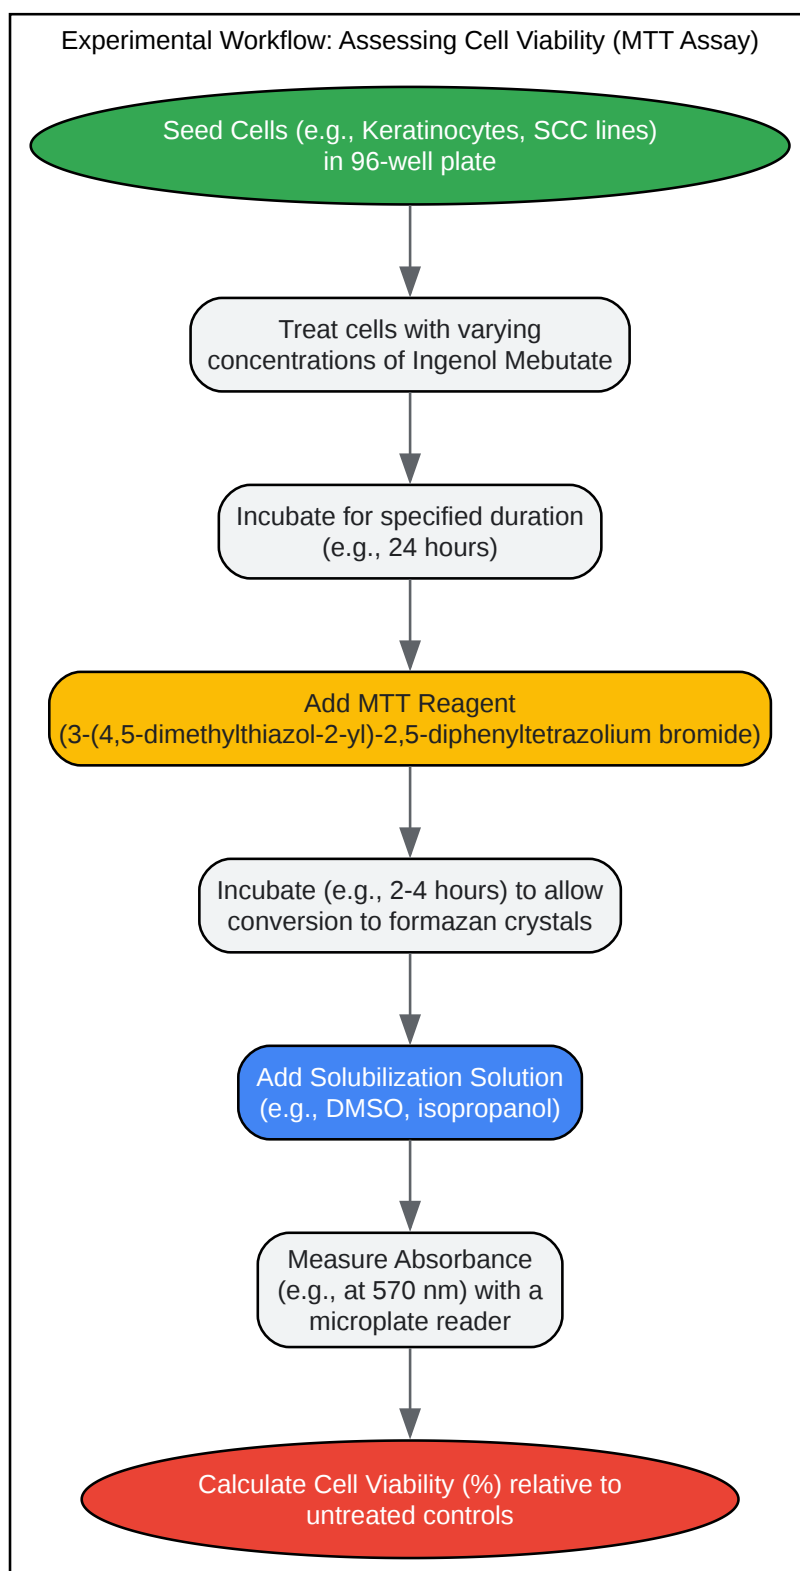 Experimental Workflow: Assessing Cell Viability (MTT Assay)
Seed Cells (e.g., Keratinocytes, SCC lines)
in 96-well plate
Treat cells with varying
concentrations of Ingenol Mebutate
Incubate for specified duration
(e.g., 24 hours)
Add MTT Reagent
(3-(4,5-dimethylthiazol-2-yl)-2,5-diphenyltetrazolium bromide)
Incubate (e.g., 2-4 hours) to allow
conversion to formazan crystals
Add Solubilization Solution
(e.g., DMSO, isopropanol)
Measure Absorbance
(e.g., at 570 nm) with a
microplate reader
Calculate Cell Viability (%) relative to
untreated controls